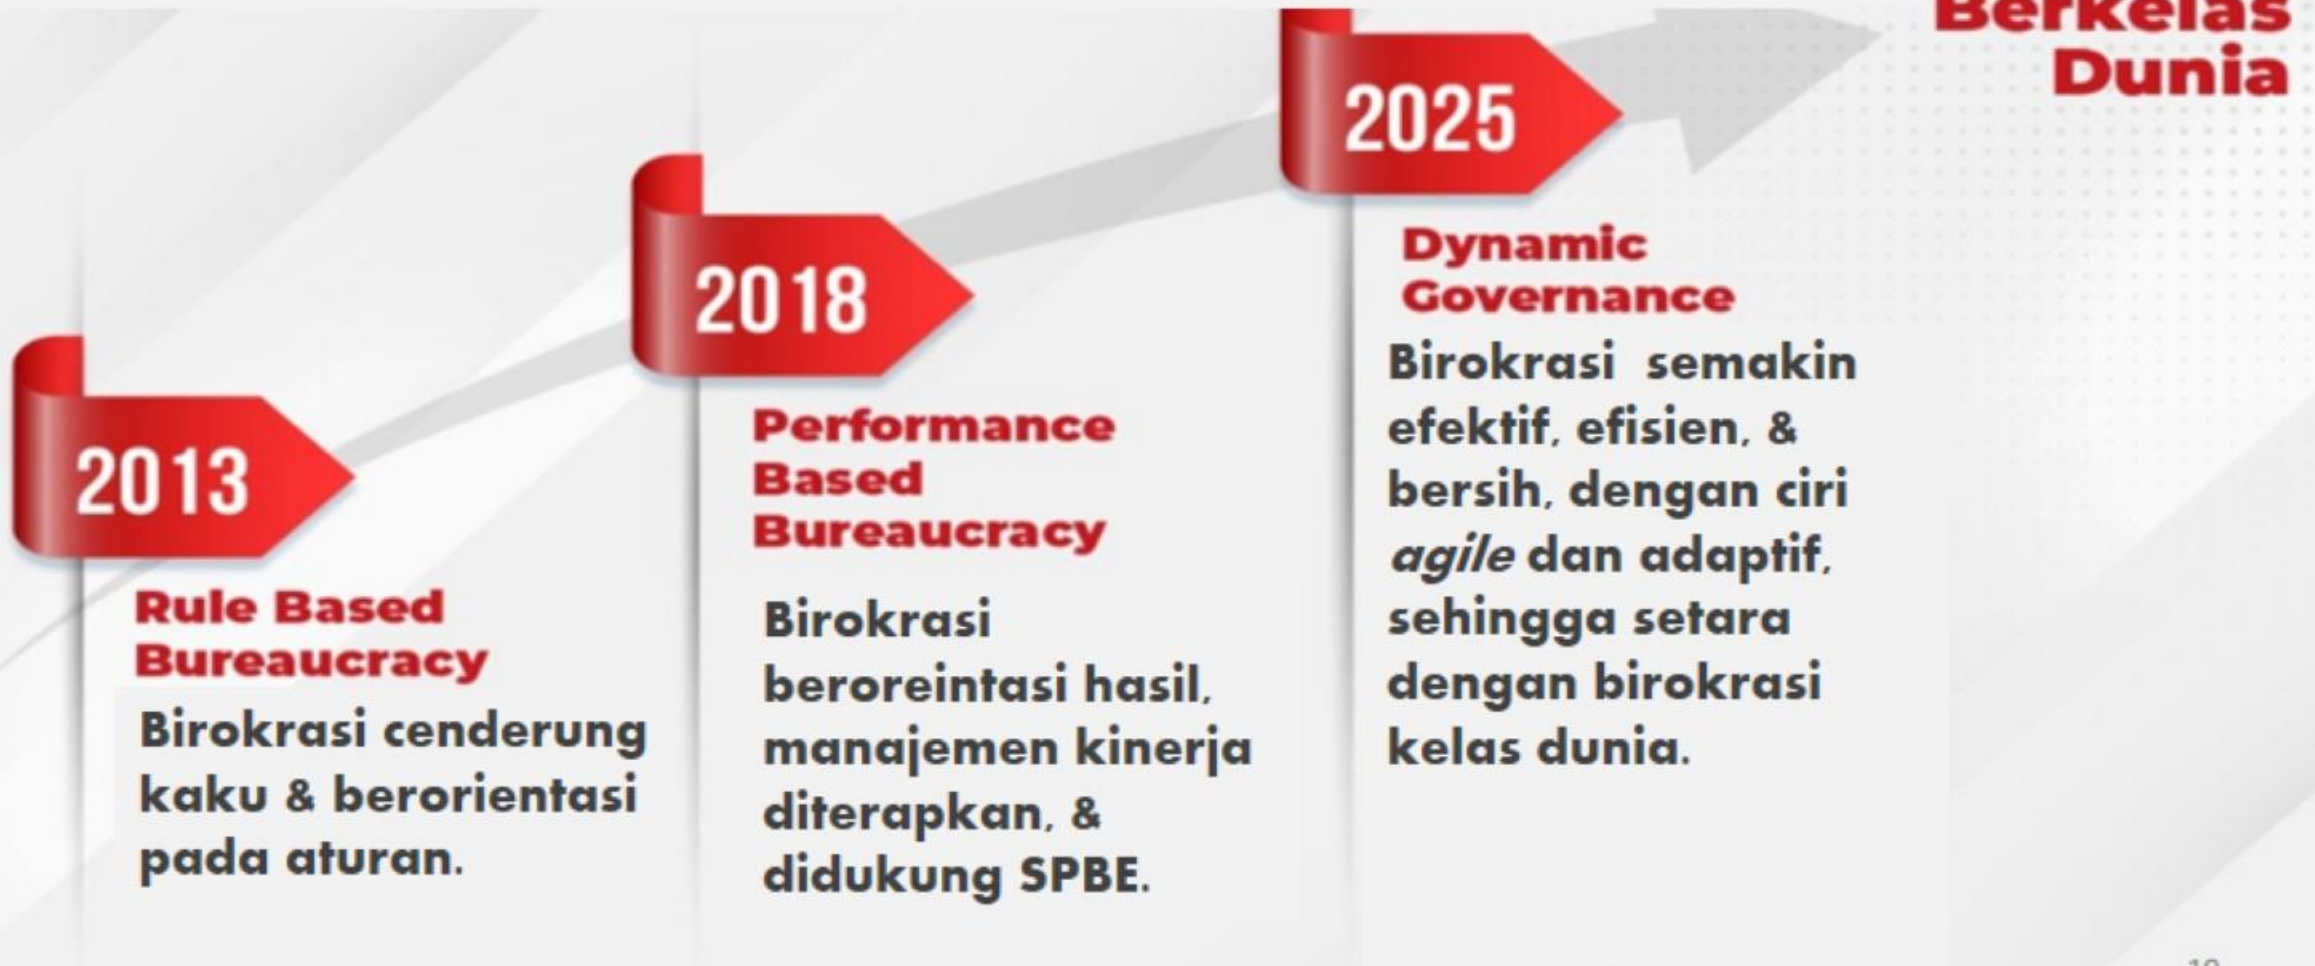 Berkelas
Dunia
2025
2018
2013
Dynamic
Governance
Birokrasi semakin
efektif, efisien, &
bersih, dengan ciri
agile dan adaptif,
sehingga setara
dengan birokrasi
kelas dunia.
Performance
Based
Bureaucracy
Birokrasi
beroreintasi hasil,
manajemen kinerja
diterapkan, &
didukung SPBE.
Rule Based
Bureaucracy
Birokrasi cenderung
kaku & berorientasi
pada aturan.